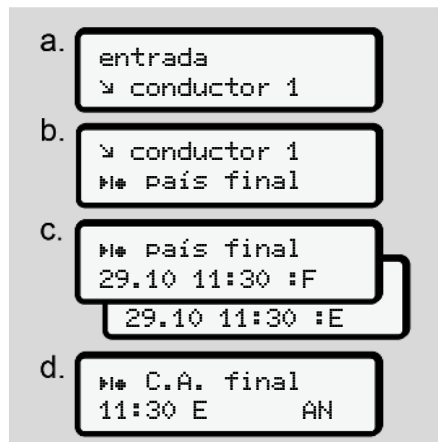 a.
entrada
conductor 1
b.
conductor 1
país final
c.
país final
29.10 11:30 :F
29.10 11:30 :E
d.
C.A. final
11:30 E AN